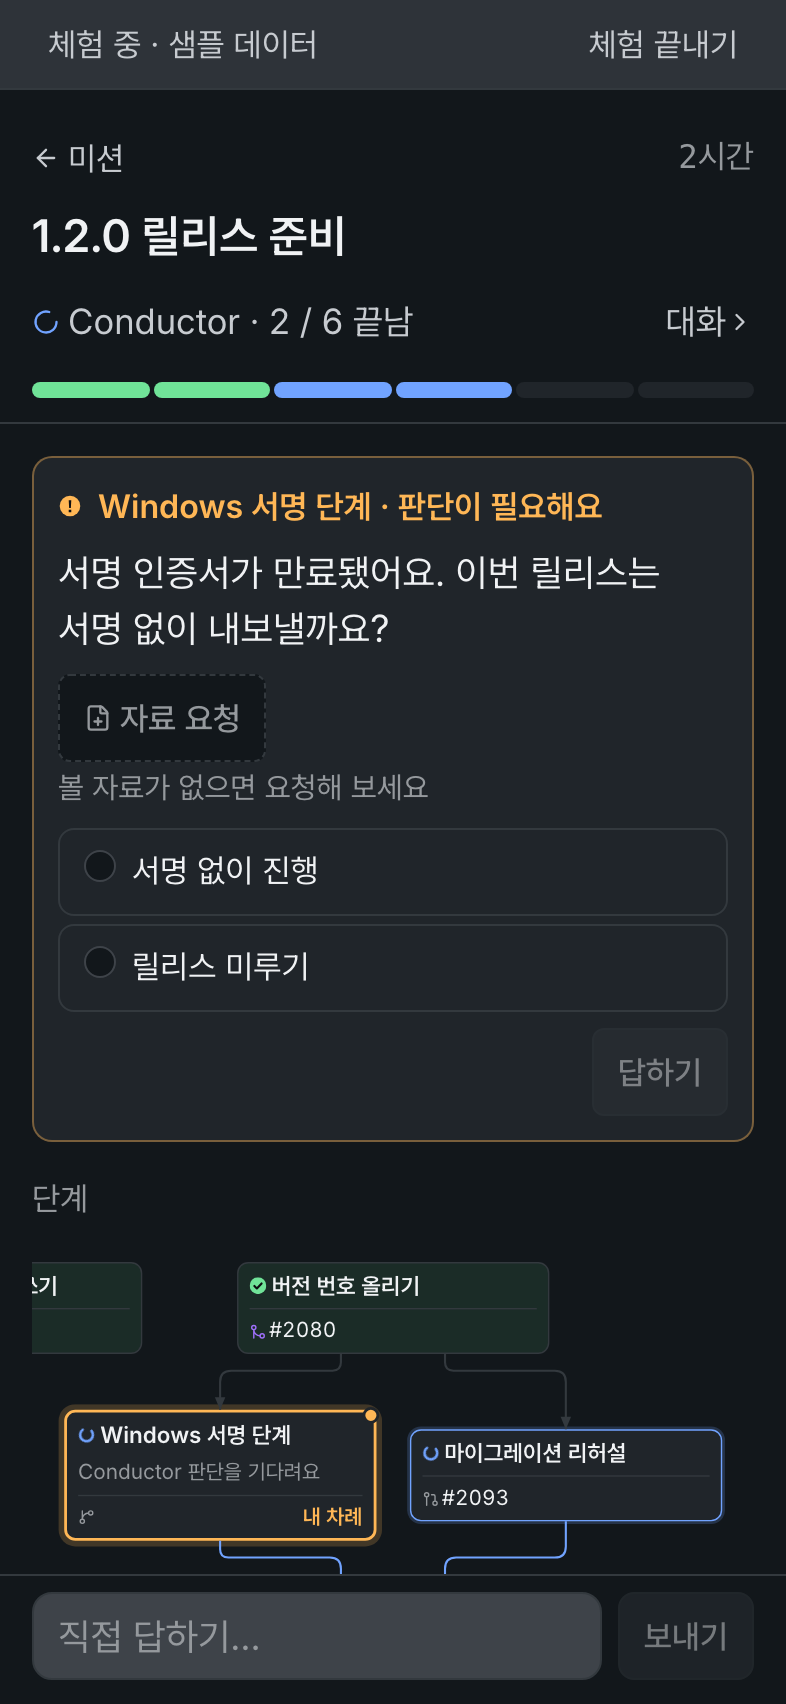 체험 중 · 샘플 데이터
체험 끝내기
미션
2시간
1.2.0 릴리스 준비
Conductor · 2 / 6 끝남
대화
Windows 서명 단계 · 판단이 필요해요
서명 인증서가 만료됐어요. 이번 릴리스는
서명 없이 내보낼까요?
자료 요청
볼 자료가 없으면 요청해 보세요
서명 없이 진행
릴리스 미루기
답하기
단계
버전 번호 올리기
#2080
Windows 서명 단계
Conductor 판단을 기다려요
내 차례
마이그레이션 리허설
#2093
직접 답하기...
보내기